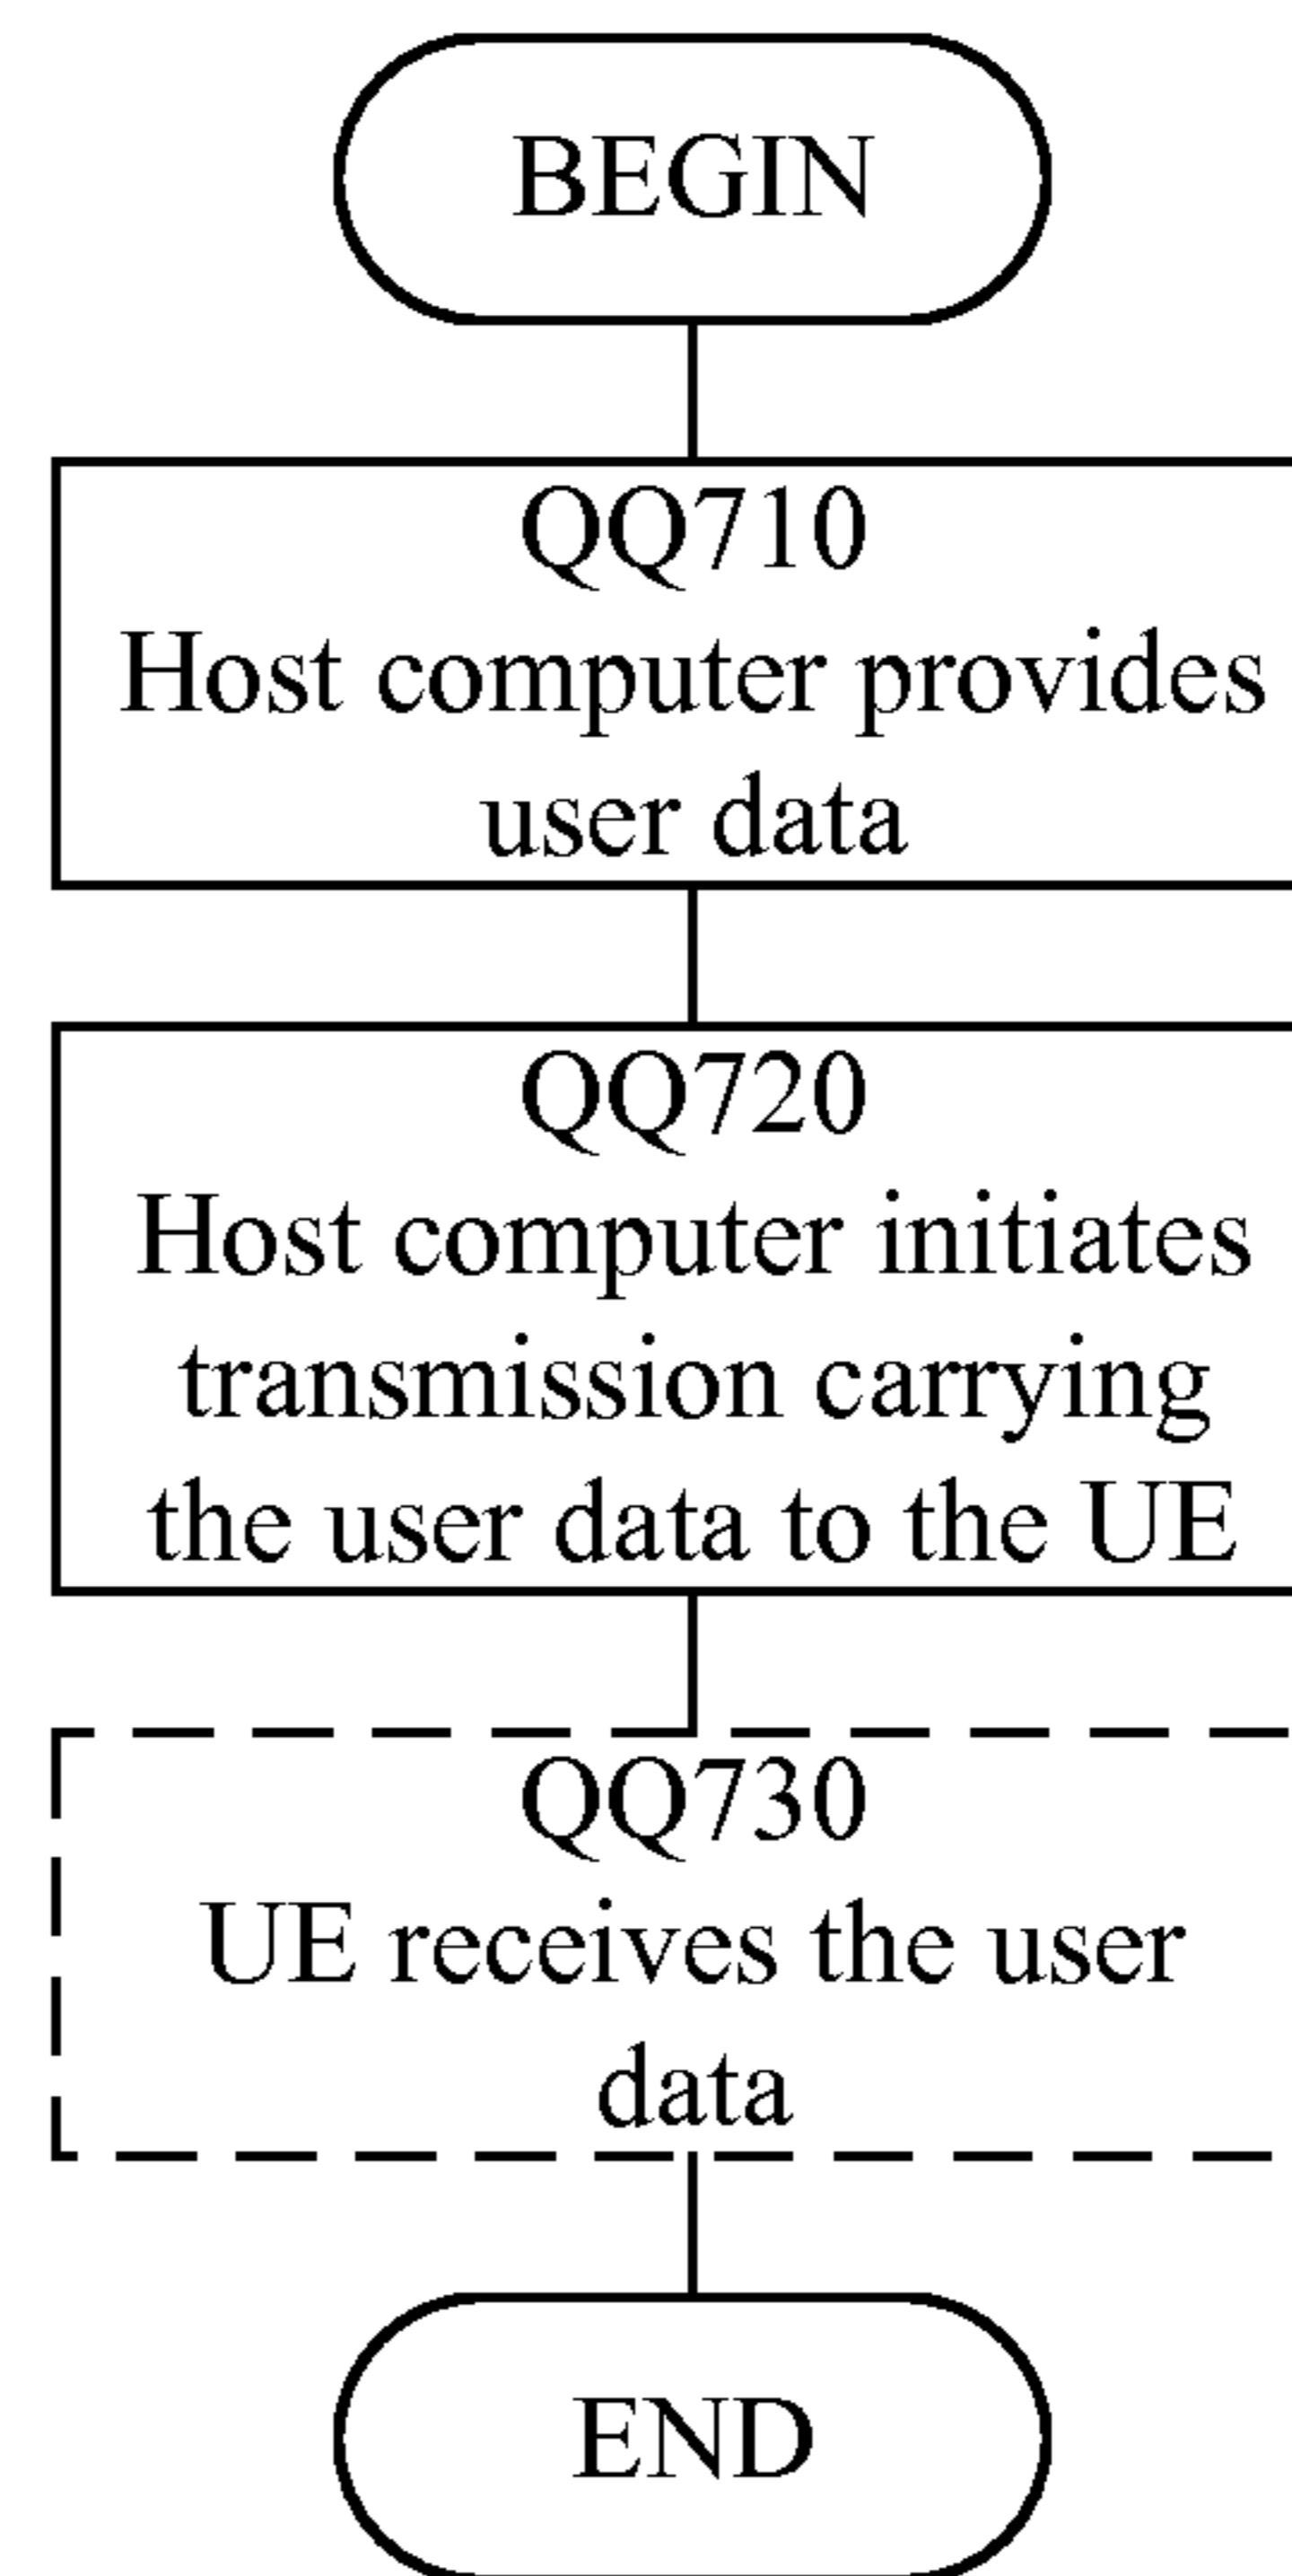 BEGIN
QQ710
Host computer provides
user data
QQ720
Host computer initiates
transmission carrying
the user data to the UE
QQ730
UE receives the user
data
END